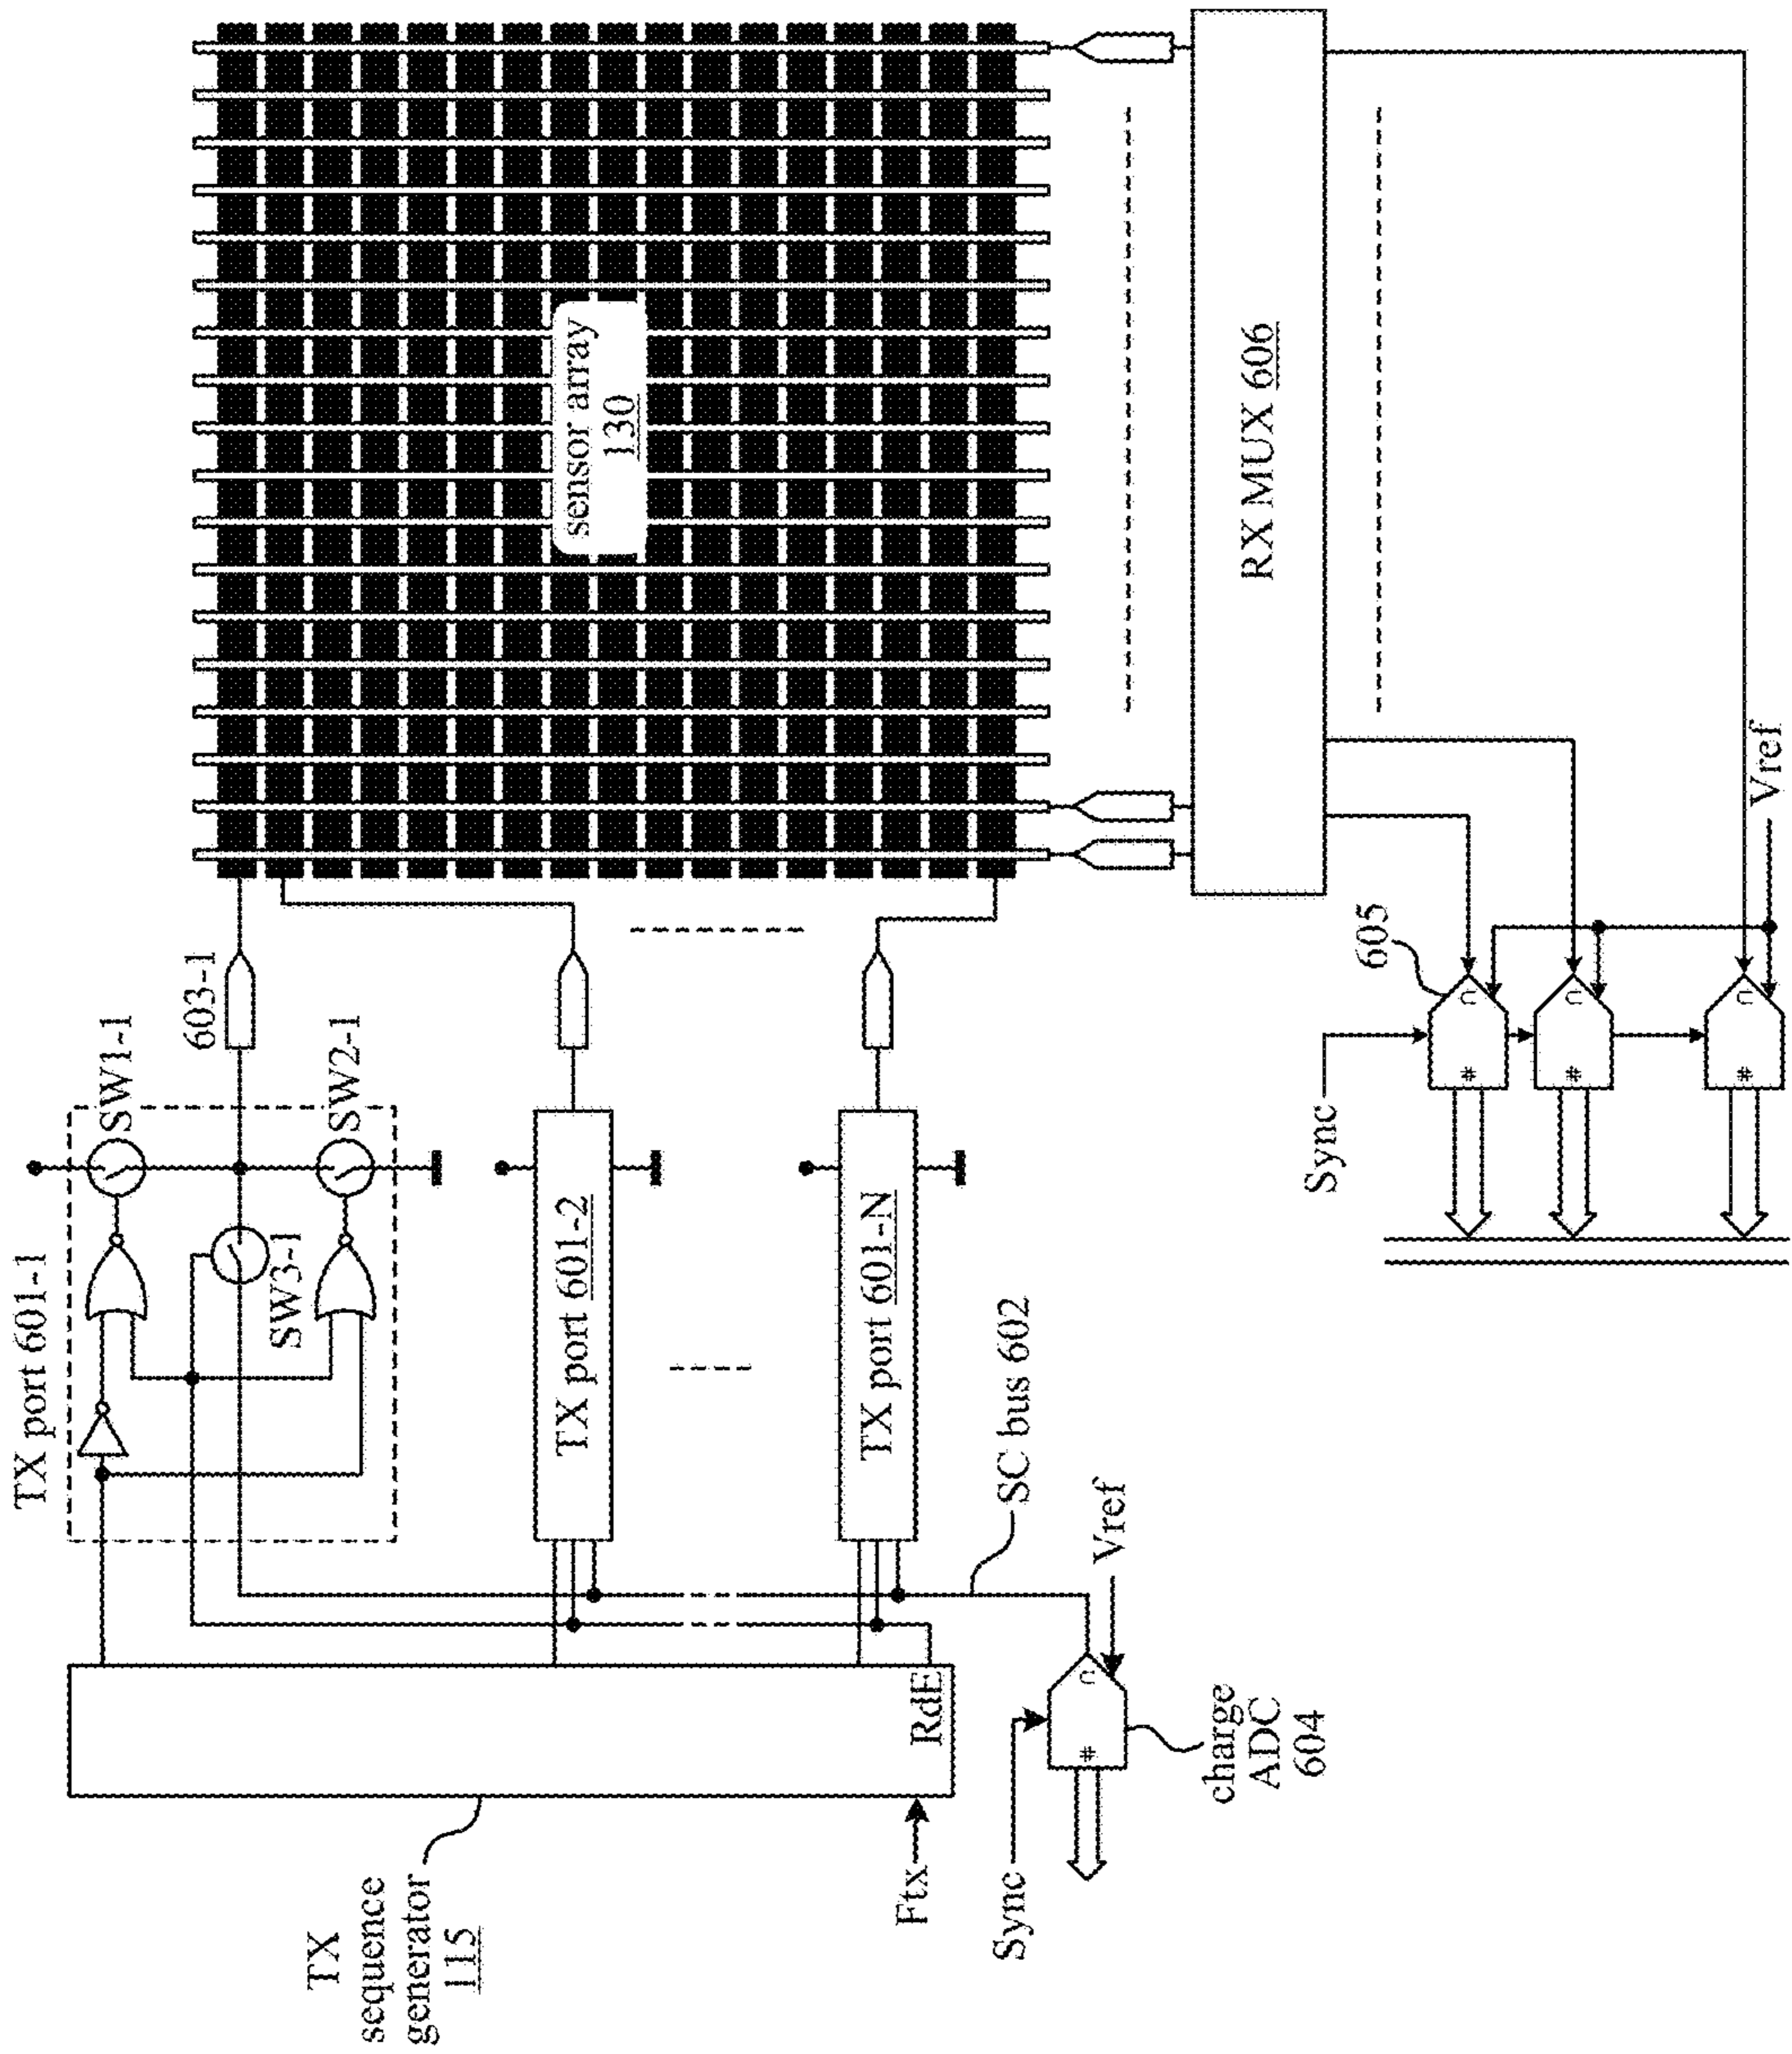 TX port 601-1
SW1-1
603-1
SW3-1
SW2-1
sensor array
130
TX port 601-2
TX port 601-N
SC bus 602
TX
sequence
generator
115
RdE
Ftx
Sync
Vref
#
U
charge
ADC
604
RX MUX 606
605
Sync
Vref
#
U
#
U
#
U